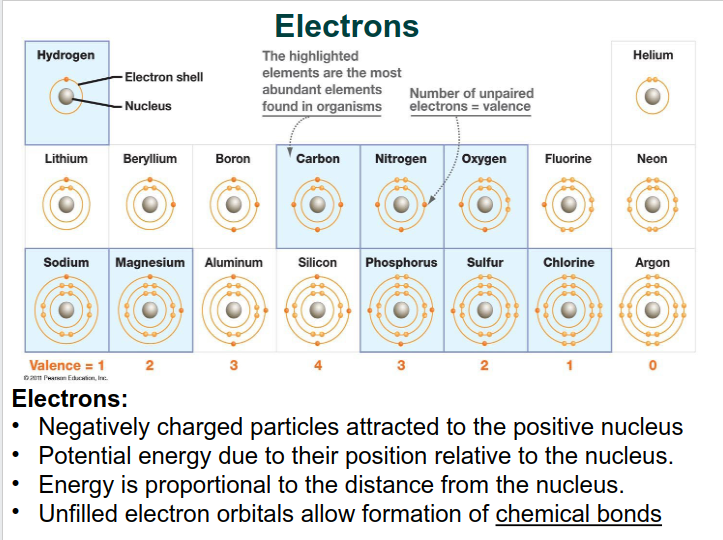 Electrons
Hydrogen
Electron shell
Nucleus
The highlighted
elements are the most
abundant elements
found in organisms
Number of unpaired
electrons = valence
Helium
Lithium
Beryllium
Boron
Carbon
Nitrogen
Oxygen
Fluorine
Neon
Sodium
Magnesium
Aluminum
Silicon
Phosphorus
Sulfur
Chlorine
Argon
Valence = 1 2 3 4 3 2 1 0
© 2011 Pearson Education, Inc.
Electrons:
• Negatively charged particles attracted to the positive nucleus
• Potential energy due to their position relative to the nucleus.
• Energy is proportional to the distance from the nucleus.
• Unfilled electron orbitals allow formation of chemical bonds